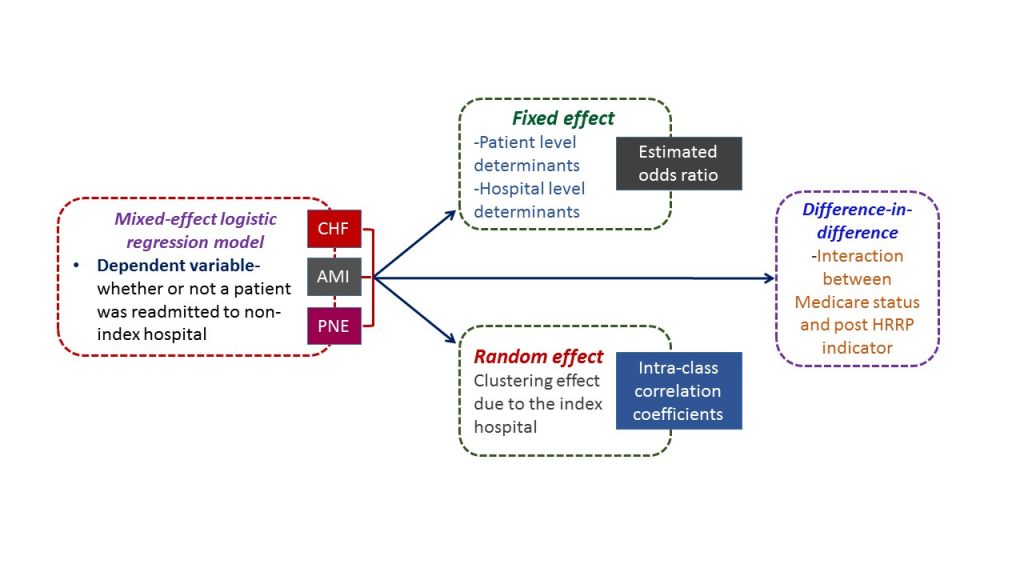 Mixed-effect logistic
regression model
• Dependent variable-
whether or not a patient
was readmitted to non-
index hospital
CHF
AMI
PNE
Fixed effect
-Patient level
determinants
-Hospital level
determinants
Estimated
odds ratio
Random effect
Clustering effect
due to the index
hospital
Intra-class
correlation
coefficients
Difference-in-
difference
-Interaction
between
Medicare status
and post HRRP
indicator